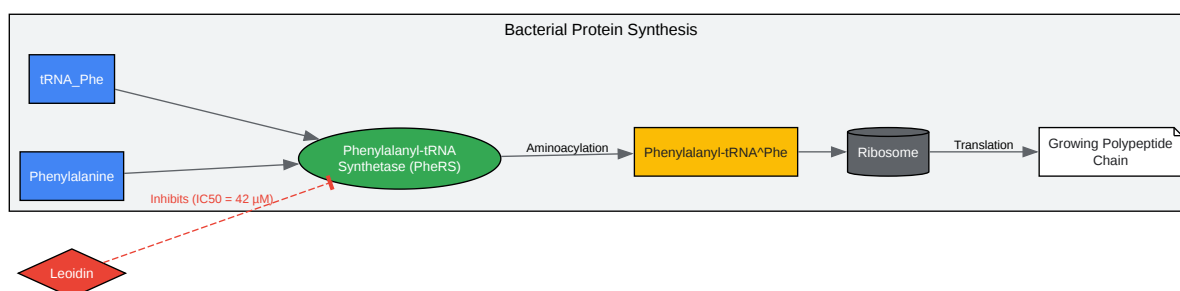 Bacterial Protein Synthesis
tRNA_Phe
Phenylalanine
Phenylalanyl-tRNA
Synthetase (PheRS)
Aminoacylation
Phenylalanyl-tRNA^Phe
Ribosome
Translation
Growing Polypeptide
Chain
Inhibits (IC50 = 42 µM)
Leoidin